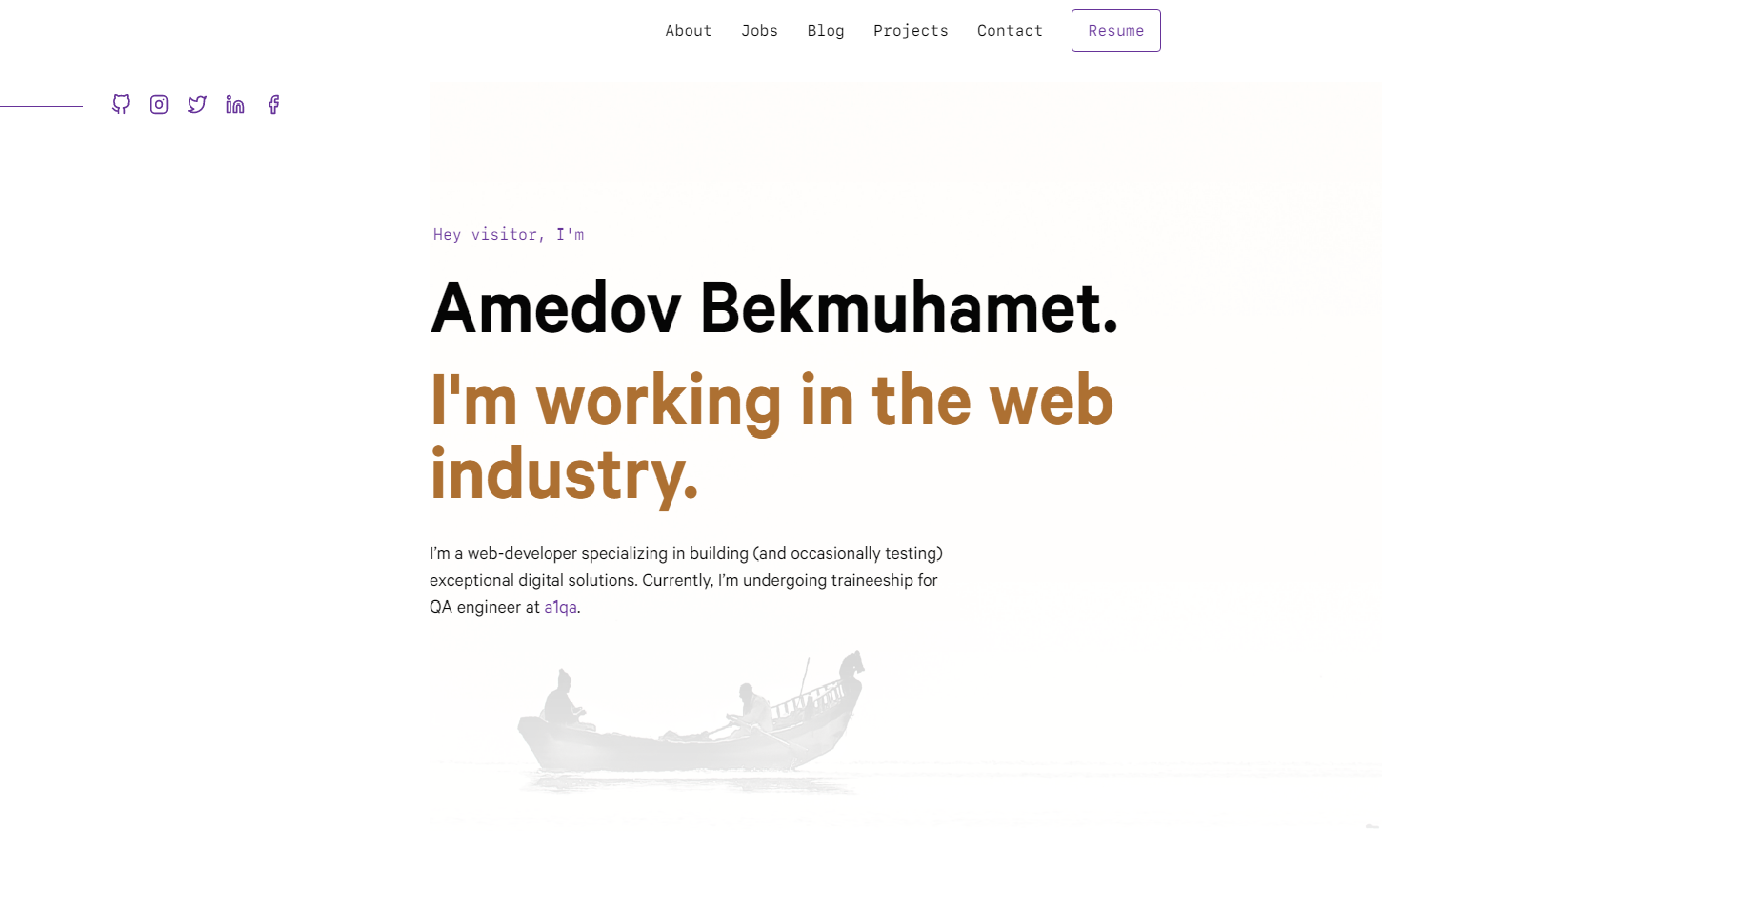 About Jobs Blog Projects Contact Resume
Hey visitor, I'm
Amedov Bekmuhamet.
I'm working in the web
industry.
I’m a web-developer specializing in building (and occasionally testing)
exceptional digital solutions. Currently, I’m undergoing traineeship for
QA engineer at a1qa.